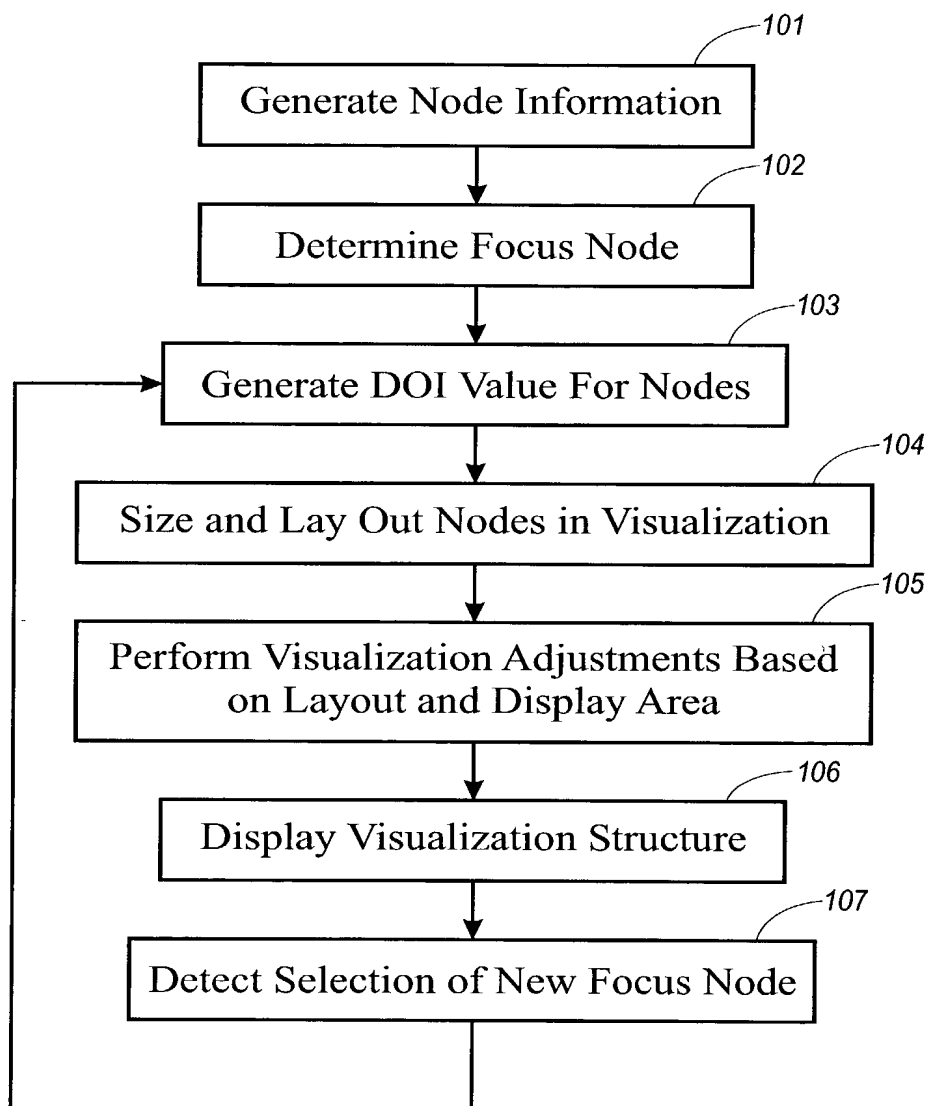 101
Generate Node Information
102
Determine Focus Node
103
Generate DOI Value For Nodes
104
Size and Lay Out Nodes in Visualization
105
Perform Visualization Adjustments Based
on Layout and Display Area
106
Display Visualization Structure
107
Detect Selection of New Focus Node